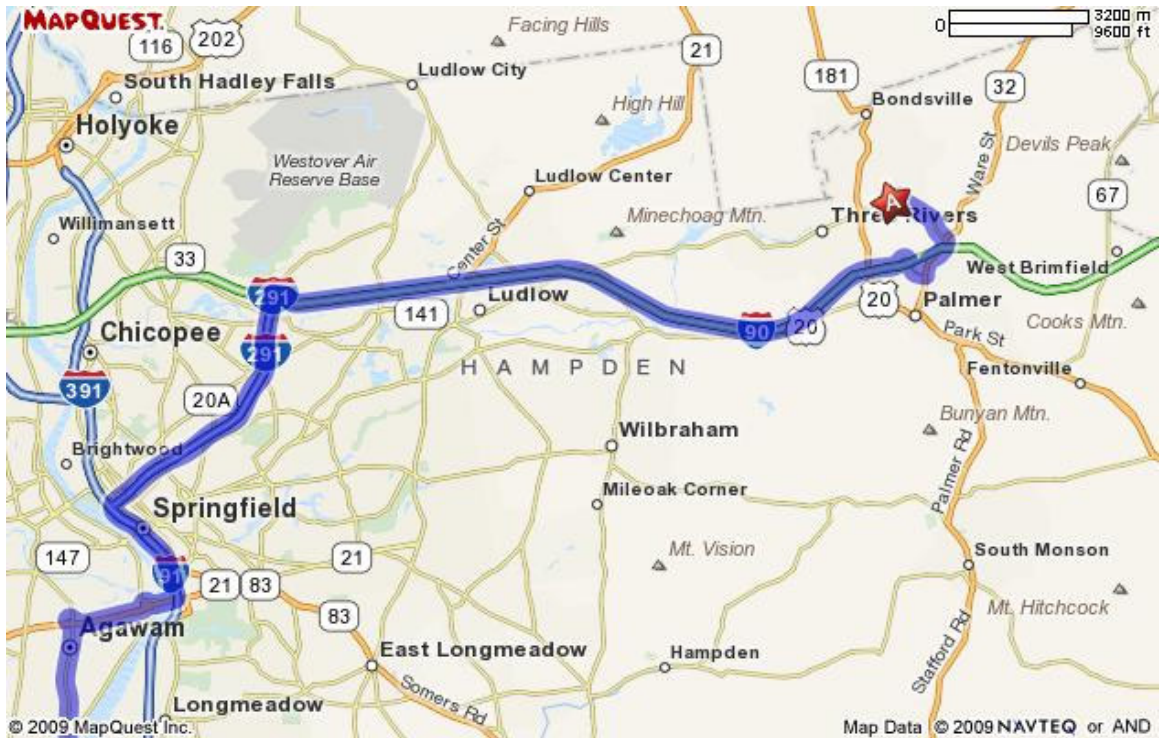 MAPQUEST.
3200 m
0
9600 ft
116
202
Facing Hills
21
181
32
South Hadley Falls
Ludlow City
Bondsville
Holyoke
High Hill
Devils Peak
Westover Air
Reserve Base
Ware St
Ludlow Center
67
Willimansett
Minechoag Mtn.
A
Three Rivers
33
Center St
West Brimfield
291
141
Ludlow
20
Palmer
Cooks Mtn.
Chicopee
90
20
Park St
291
HAMPDEN
Fentonville
391
20A
Bunyan Mtn.
Brightwood
Wilbraham
Palmer Rd
Mileoak Corner
Springfield
147
21
Mt. Vision
South Monson
91
21
83
Mt. Hitchcock
83
Agawam
East Longmeadow
Hampden
Stafford Rd
Somers Rd
Longmeadow
© 2009 MapQuest Inc.
Map Data © 2009 NAVTEQ or AND